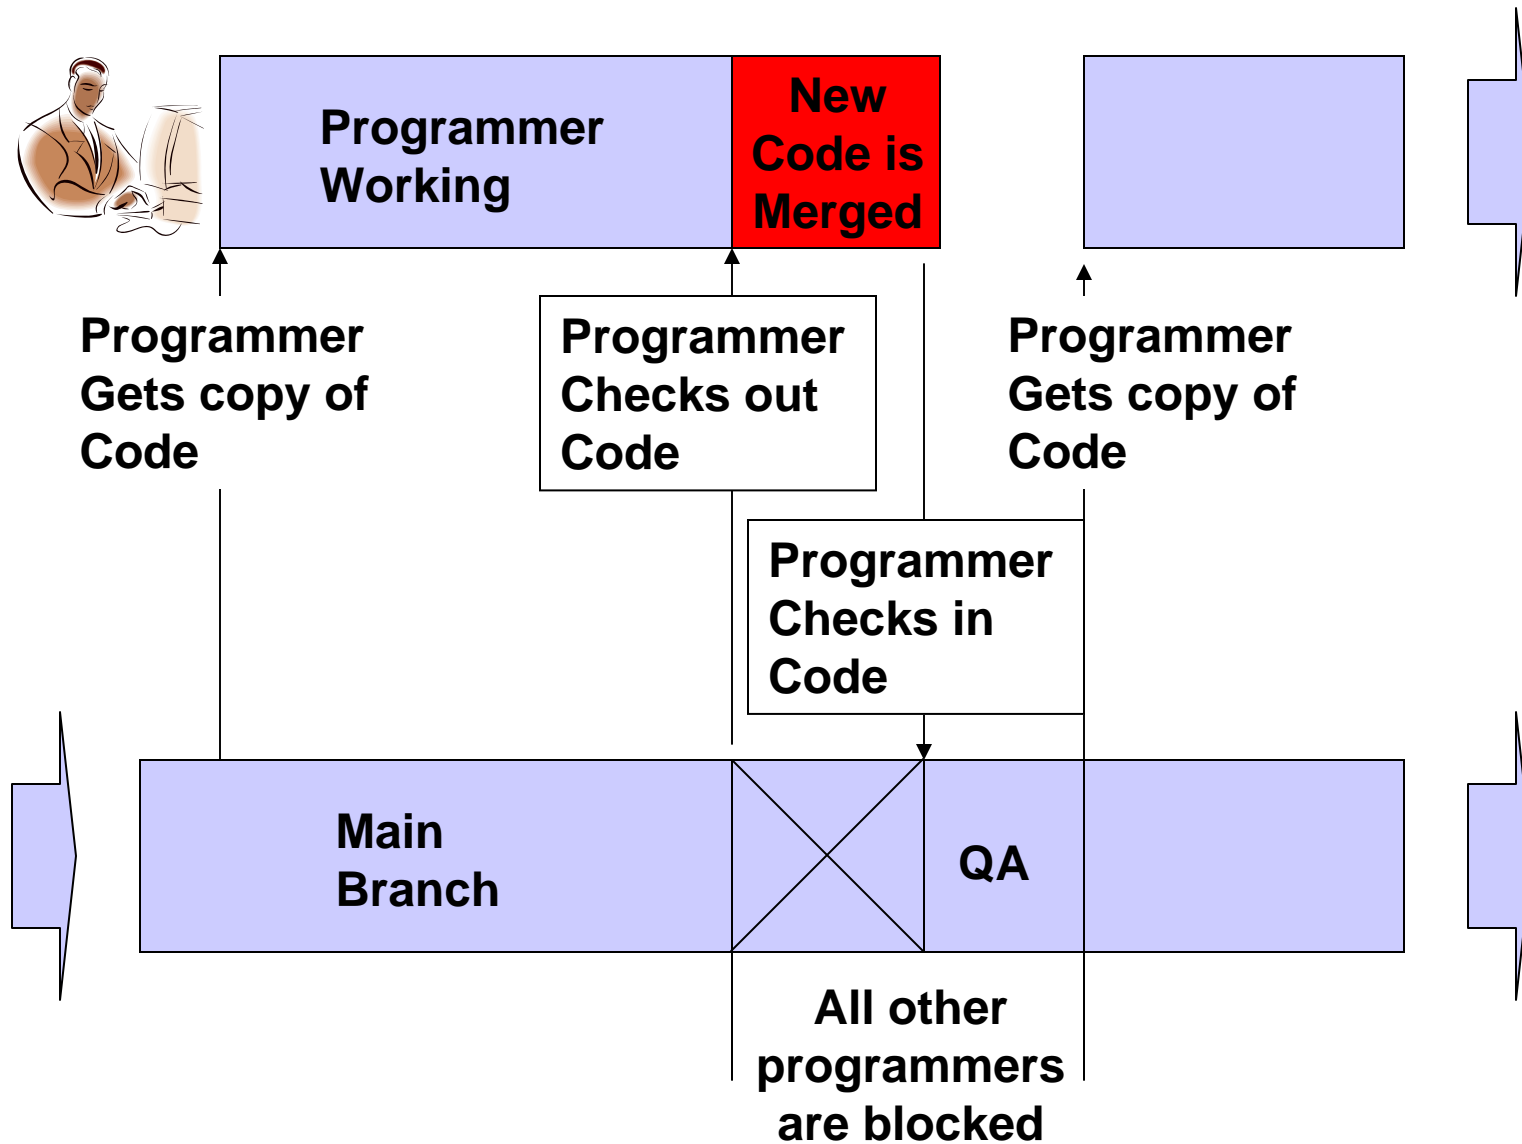 Programmer
Working
New
Code is
Merged
Programmer
Gets copy of
Code
Programmer
Checks out
Code
Programmer
Gets copy of
Code
Programmer
Checks in
Code
Main
Branch
QA
All other
programmers
are blocked